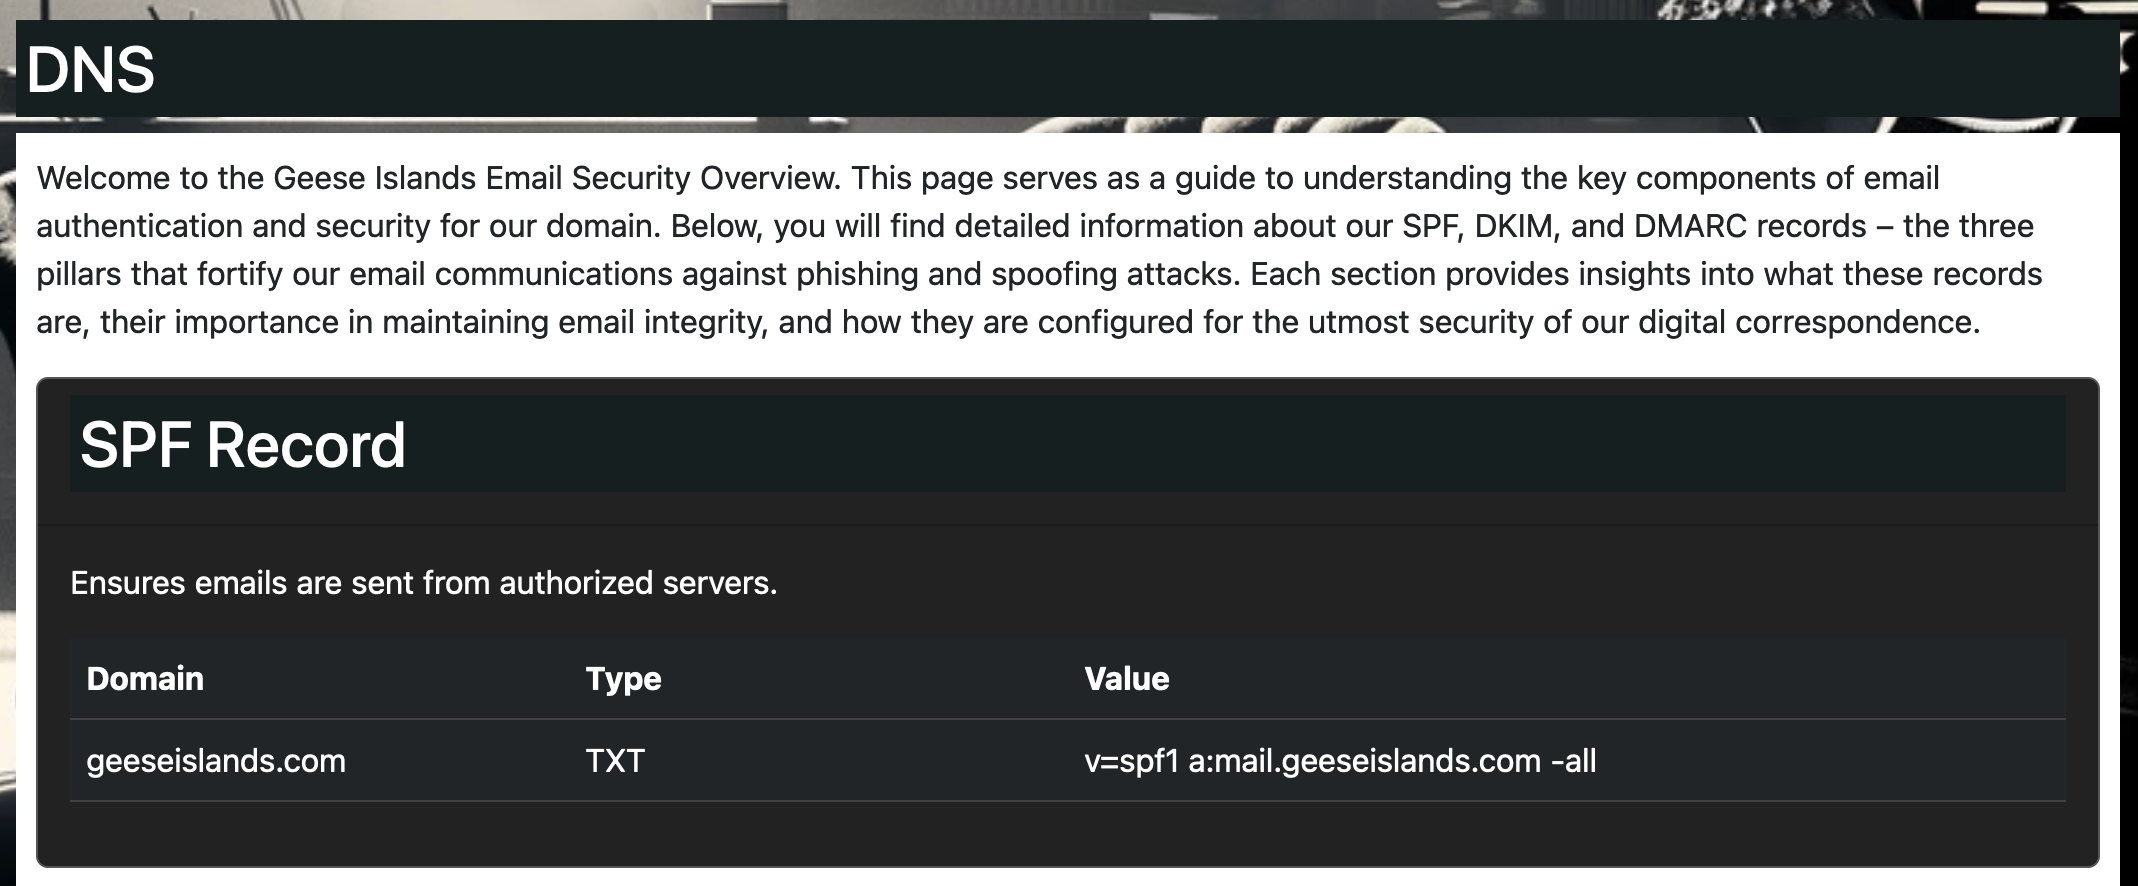 DNS
Welcome to the Geese Islands Email Security Overview. This page serves as a guide to understanding the key components of email
authentication and security for our domain. Below, you will find detailed information about our SPF, DKIM, and DMARC records – the three
pillars that fortify our email communications against phishing and spoofing attacks. Each section provides insights into what these records
are, their importance in maintaining email integrity, and how they are configured for the utmost security of our digital correspondence.
SPF Record
Ensures emails are sent from authorized servers.
Domain Type Value
geeseislands.com TXT v=spf1 a:mail.geeseislands.com -all